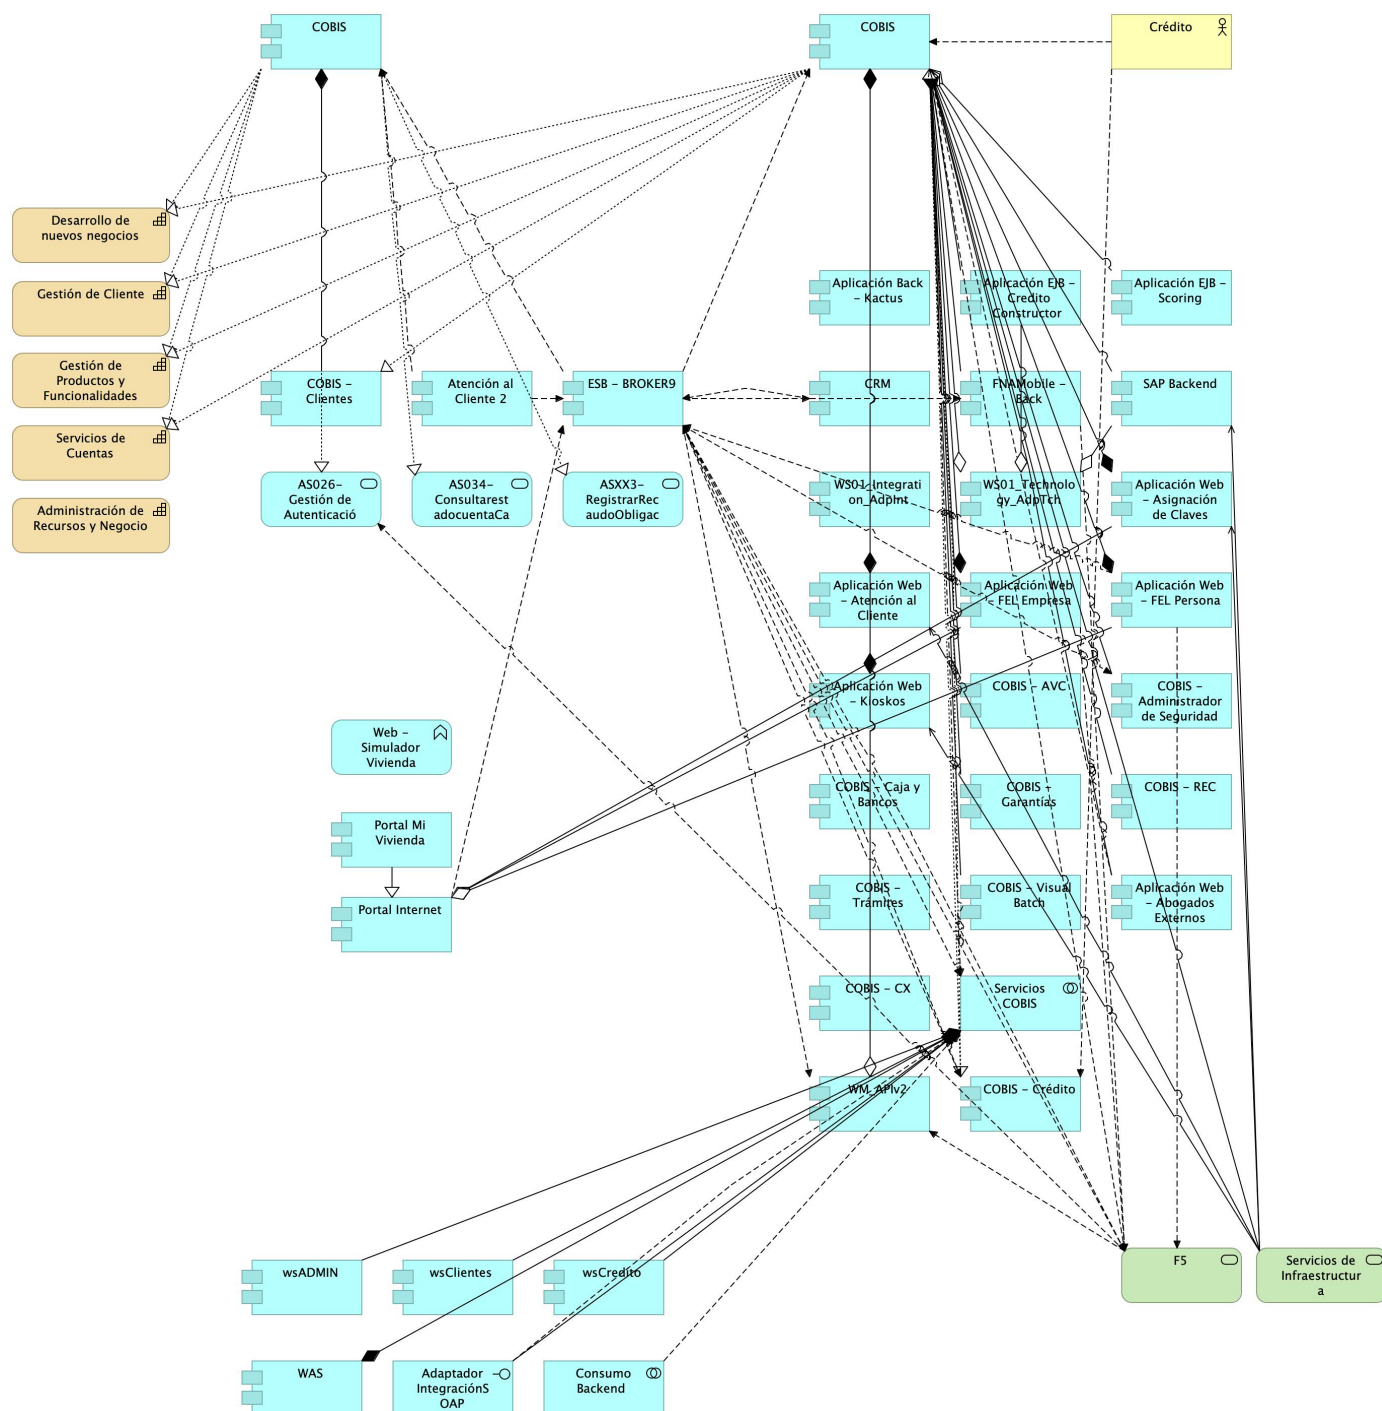 COBIS
COBIS
Crédito
Desarrollo de
nuevos negocios
Gestión de Cliente
Gestión de
Productos y
Funcionalidades
Servicios de
Cuentas
Administración de
Recursos y Negocio
Aplicación Back
– Kactus
Aplicación EJB –
Credito
Constructor
Aplicación EJB –
Scoring
COBIS –
Clientes
Atención al
Cliente 2
ESB – BROKER9
CRM
FNAMobile –
Back
SAP Backend
AS026–
Gestión de
Autenticació
AS034–
Consultarest
adocuentaCa
ASXX3–
RegistrarRec
audoObligac
WS01_Integrati
on_AdpInt
WS01_Technolo
gy_AdpTch
Aplicación Web
– Asignación
de Claves
Aplicación Web
– Atención al
Cliente
Aplicación Web
– FEL Empresa
Aplicación Web
– FEL Persona
Aplicación Web
– Kioskos
COBIS – AVC
COBIS –
Administrador
de Seguridad
Web –
Simulador
Vivienda
COBIS – Caja y
Bancos
COBIS –
Garantías
COBIS – REC
Portal Mi
Vivienda
COBIS –
Trámites
COBIS – Visual
Batch
Aplicación Web
– Abogados
Externos
Portal Internet
COBIS – CX
Servicios
COBIS
WM_APIv2
COBIS – Crédito
wsADMIN
wsClientes
wsCredito
F5
Servicios de
Infraestructur
a
WAS
Adaptador
IntegraciónS
OAP
Consumo
Backend